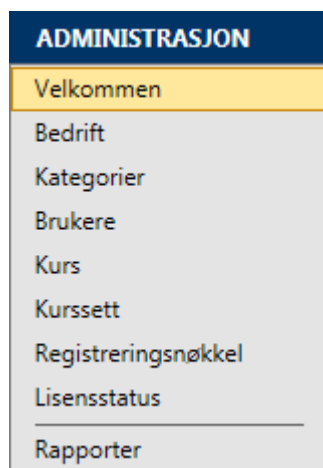 ADMINISTRASJON
Velkommen
Bedrift
Kategorier
Brukere
Kurs
Kurssett
Registreringsnøkkel
Lisensstatus
Rapporter